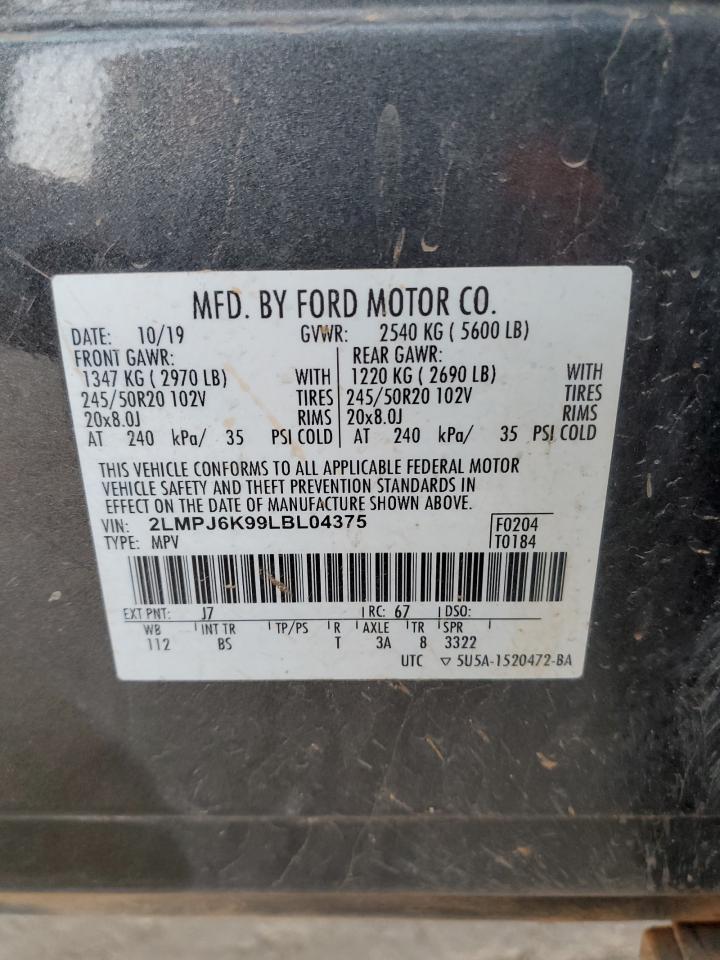 MFD. BY FORD MOTOR CO.
DATE: 10/19 GVWR: 2540 KG ( 5600 LB)
FRONT GAWR: REAR GAWR:
1347 KG ( 2970 LB) WITH 1220 KG ( 2690 LB) WITH
245/50R20 102V TIRES 245/50R20 102V TIRES
20x8.0J RIMS 20x8.0J RIMS
AT 240 kPa/ 35 PSI COLD AT 240 kPa/ 35 PSI COLD
THIS VEHICLE CONFORMS TO ALL APPLICABLE FEDERAL MOTOR
VEHICLE SAFETY AND THEFT PREVENTION STANDARDS IN
EFFECT ON THE DATE OF MANUFACTURE SHOWN ABOVE.
VIN: 2LMPJ6K99LBL04375 F0204
TYPE: MPV T0184
EXT PNT: J7 RC: 67 DSO:
WB INT TR TP/PS R AXLE TR SPR
112 BS T 3A 8 3322
UTC ▽ 5U5A-1520472-BA